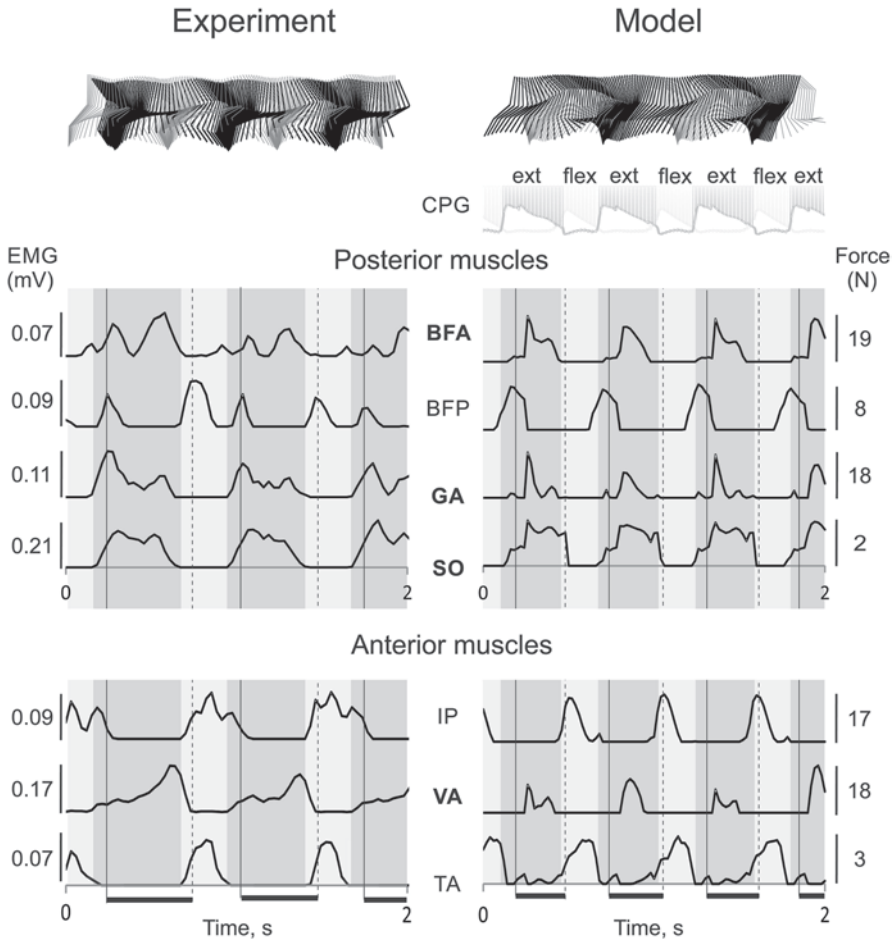 Experiment Model
ext flex ext flex ext flex ext
CPG
EMG
(mV)
Posterior muscles
Force
(N)
0.07 BFA 19
0.09 BFP 8
0.11 GA 18
0.21 SO 2
0 2 0 2
Anterior muscles
0.09 IP 17
0.17 VA 18
0.07 TA 3
0 Time, s 2 0 Time, s 2